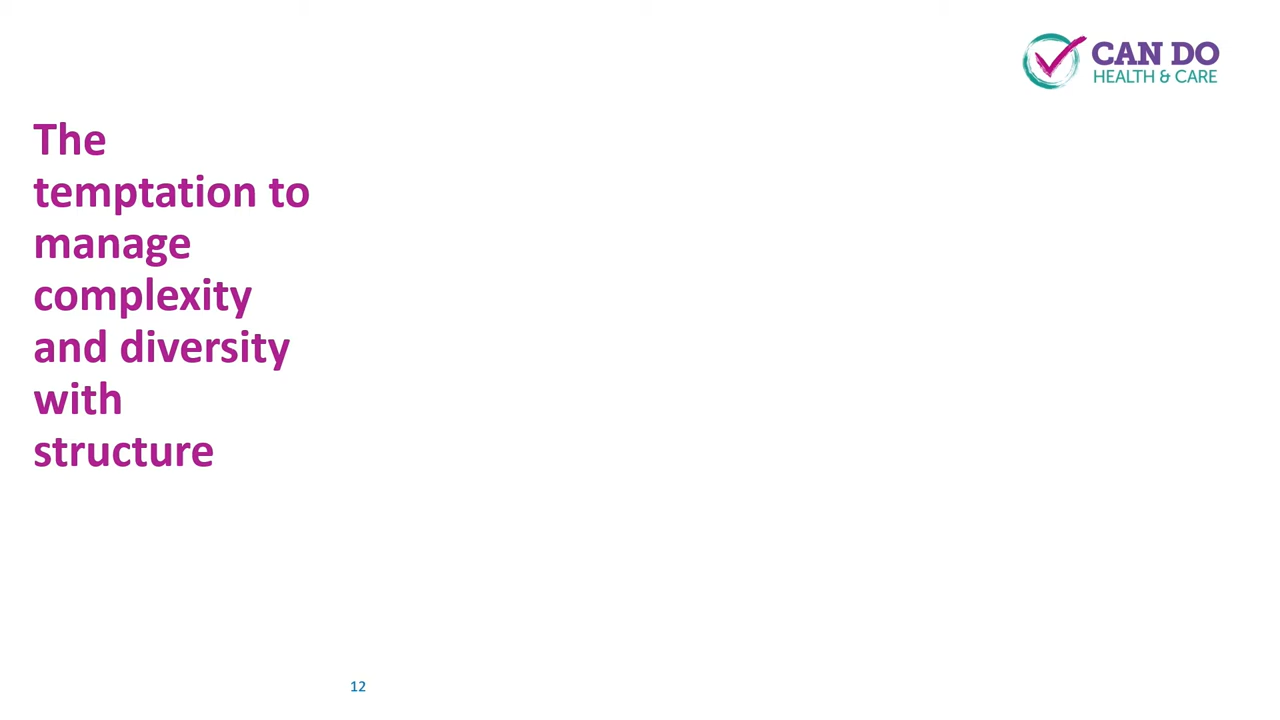 CAN DO
HEALTH & CARE
The
temptation to
manage
complexity
and diversity
with
structure
12